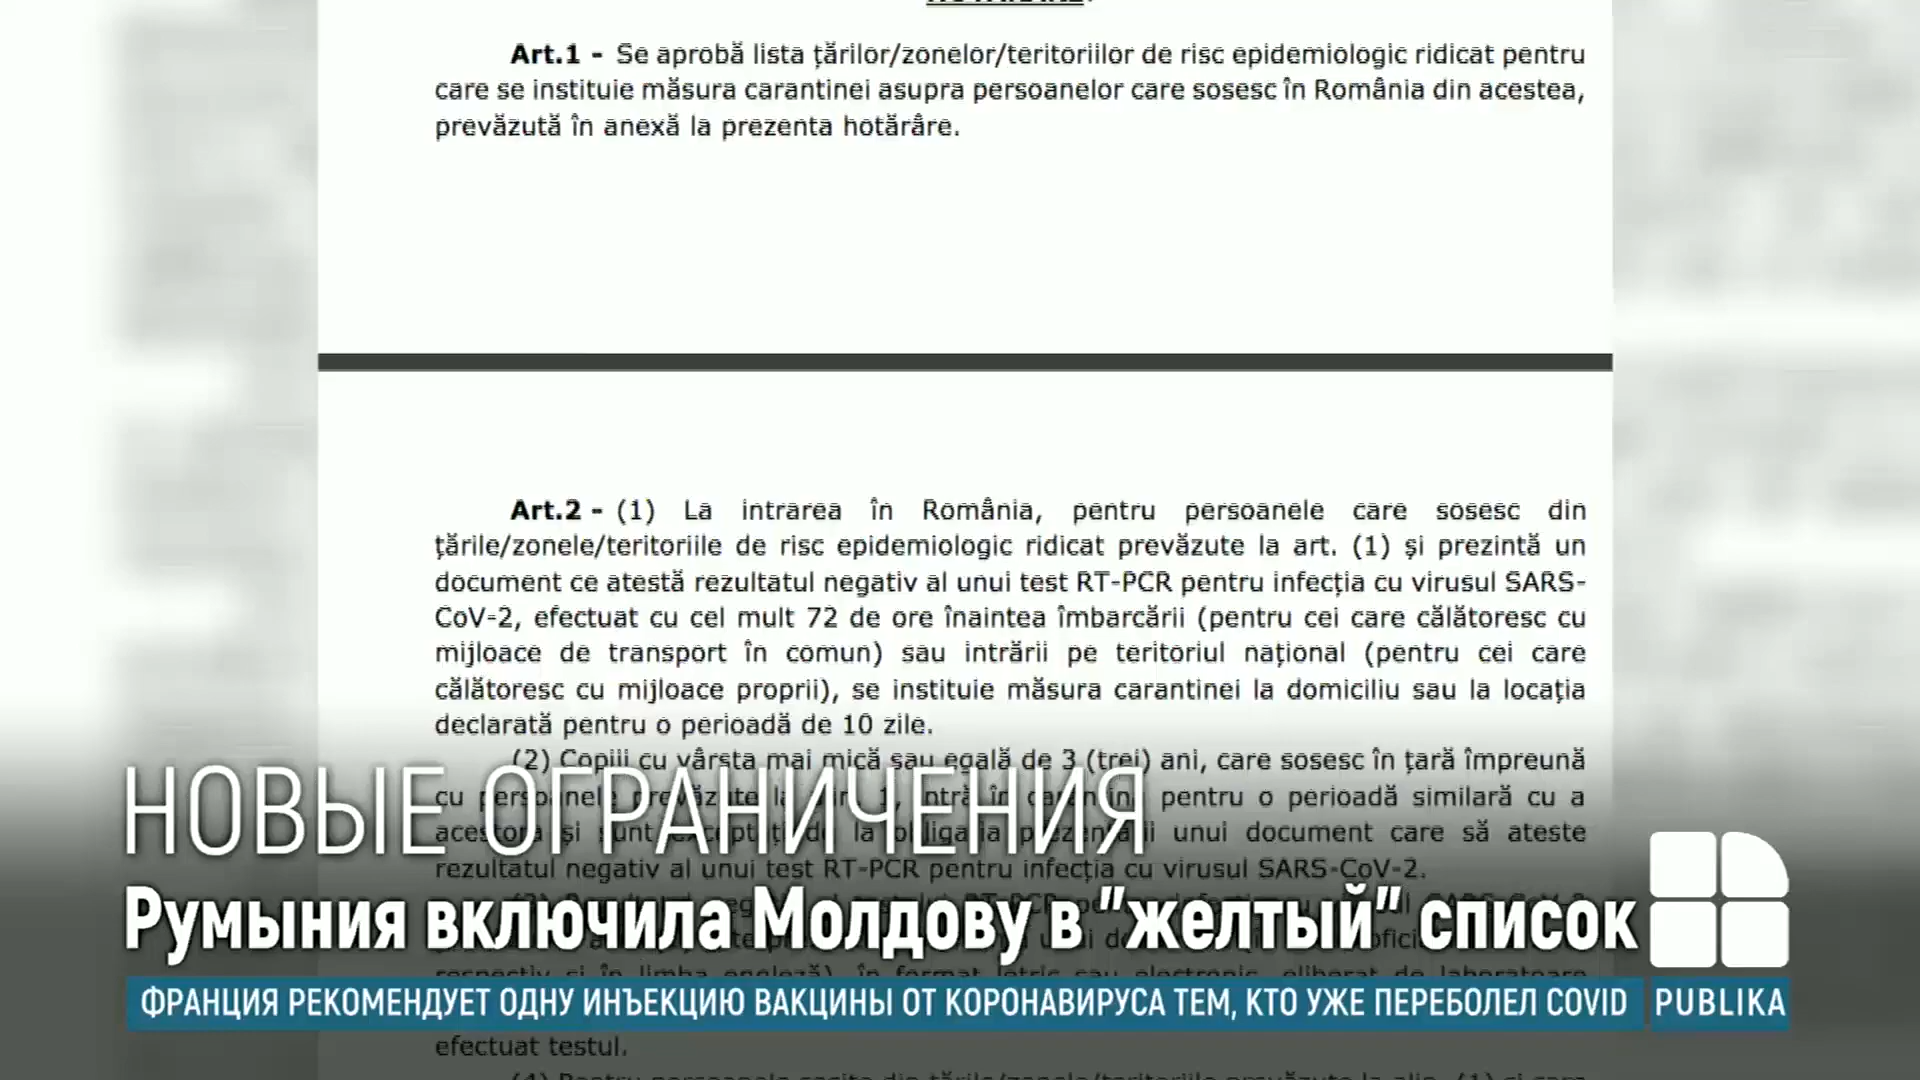 Art.1 - Se aprobă lista ţărilor/zonelor/teritoriilor de risc epidemiologic ridicat pentru
care se instituie măsura carantinei asupra persoanelor care sosesc în România din acestea,
prevăzută în anexă la prezenta hotărâre.
Art.2 - (1) La intrarea în România, pentru persoanele care sosesc din
ţările/zonele/teritoriile de risc epidemiologic ridicat prevăzute la art. (1) şi prezintă un
document ce atestă rezultatul negativ al unui test RT-PCR pentru infecţia cu virusul SARS-
CoV-2, efectuat cu cel mult 72 de ore înaintea îmbarcării (pentru cei care călătoresc cu
mijloace de transport în comun) sau intrării pe teritoriul naţional (pentru cei care
călătoresc cu mijloace proprii), se instituie măsura carantinei la domiciliu sau la locaţia
declarată pentru o perioadă de 10 zile.
(2) Copiii cu vârsta mai mică sau egală de 3 (trei) ani, care sosesc în ţară împreună
cu pentru o perioadă similară cu a
unui document care să ateste
rezultatul negativ al unui test RT-PCR pentru infecţia cu virusul SARS-CoV-2.
НОВЫЕ ОГРАНИЧЕНИЯ
Румыния включила Молдову в "желтый" список
ФРАНЦИЯ РЕКОМЕНДУЕТ ОДНУ ИНЪЕКЦИЮ ВАКЦИНЫ ОТ КОРОНАВИРУСА ТЕМ, КТО УЖЕ ПЕРЕБОЛЕЛ COVID
PUBLIKA
efectuat testul.